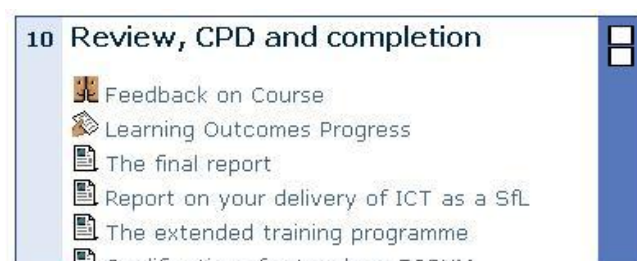 10 Review, CPD and completion
Feedback on Course
Learning Outcomes Progress
The final report
Report on your delivery of ICT as a SfL
The extended training programme